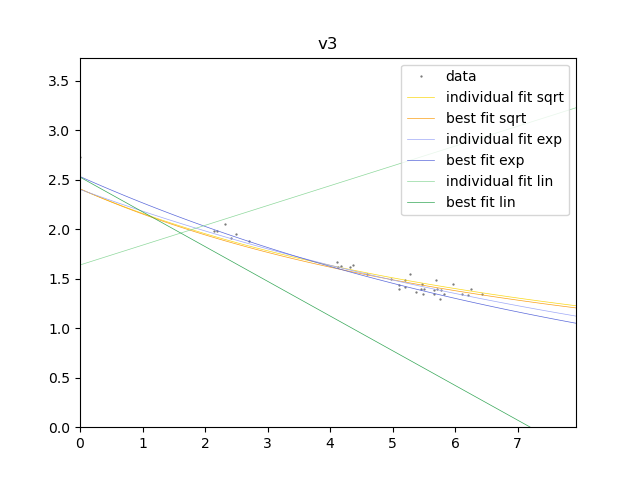 v3
3.5
3.0
2.5
2.0
1.5
1.0
0.5
0.0
0 1 2 3 4 5 6 7
data
individual fit sqrt
best fit sqrt
individual fit exp
best fit exp
individual fit lin
best fit lin